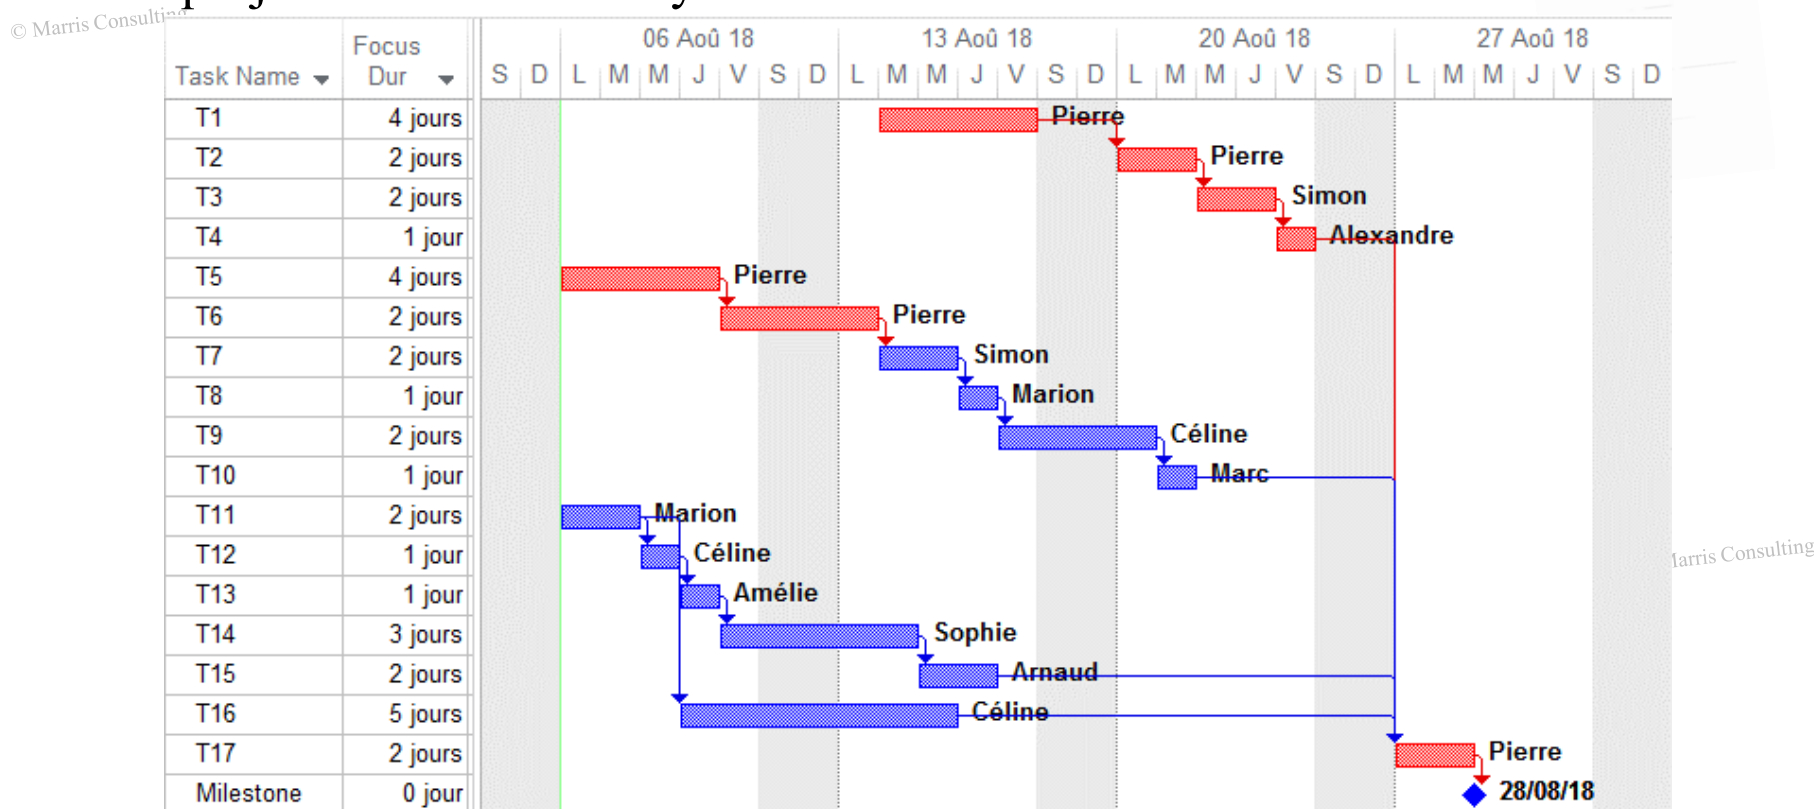 © Marris Consulting
Task Name Focus Dur
06 Aoû 18 13 Aoû 18 20 Aoû 18 27 Aoû 18
S D L M M J V S D L M M J V S D L M M J V S D L M M J V S D
T1 4 jours Pierre
T2 2 jours Pierre
T3 2 jours Simon
T4 1 jour Alexandre
T5 4 jours Pierre
T6 2 jours Pierre
T7 2 jours Simon
T8 1 jour Marion
T9 2 jours Céline
T10 1 jour Marc
T11 2 jours Marion
T12 1 jour Céline
T13 1 jour Amélie
T14 3 jours Sophie
T15 2 jours Arnaud
T16 5 jours Céline
T17 2 jours Pierre
Milestone 0 jour 28/08/18
Marris Consulting